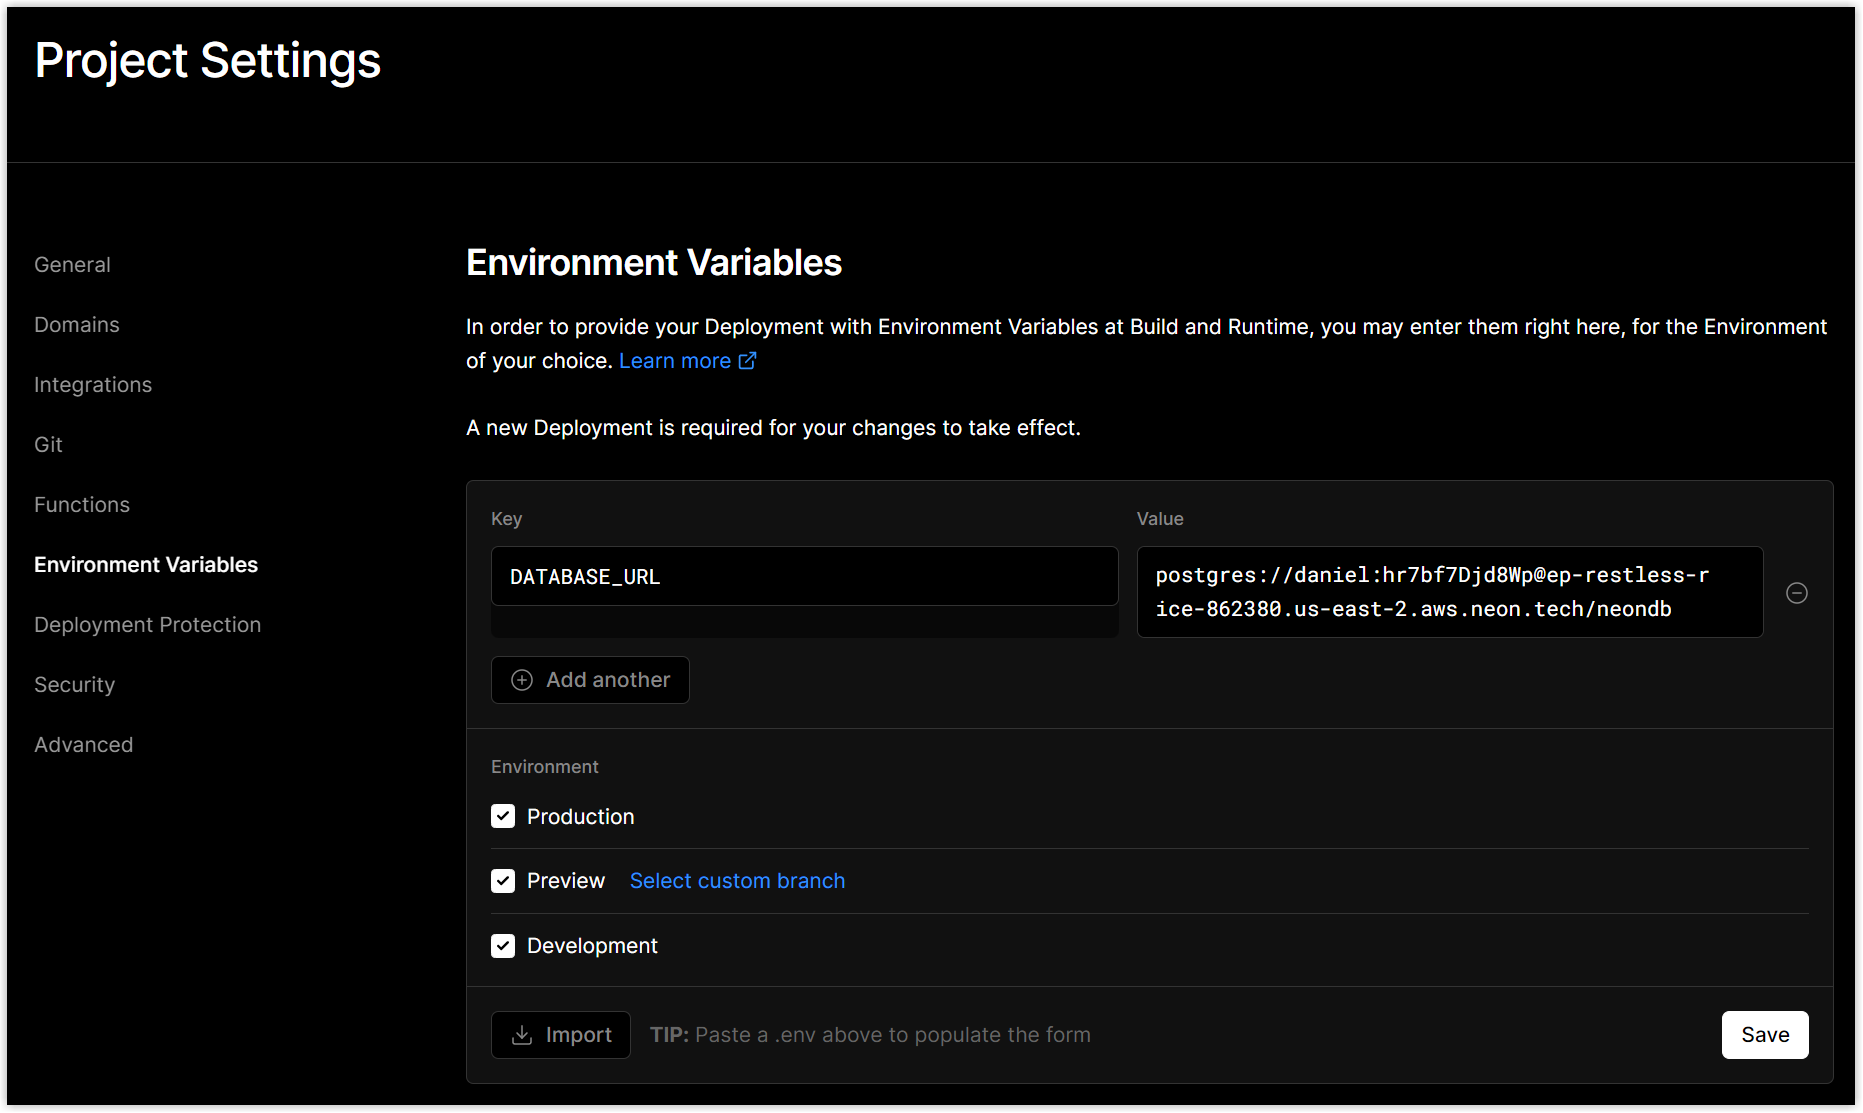 Project Settings
General
Domains
Integrations
Git
Functions
Environment Variables
Deployment Protection
Security
Advanced
Environment Variables
In order to provide your Deployment with Environment Variables at Build and Runtime, you may enter them right here, for the Environment
of your choice. Learn more
A new Deployment is required for your changes to take effect.
Key
Value
DATABASE_URL
postgres://daniel:hr7bf7Djd8Wp@ep-restless-r
ice-862380.us-east-2.aws.neon.tech/neondb
Add another
Environment
Production
Preview Select custom branch
Development
Import TIP: Paste a .env above to populate the form Save